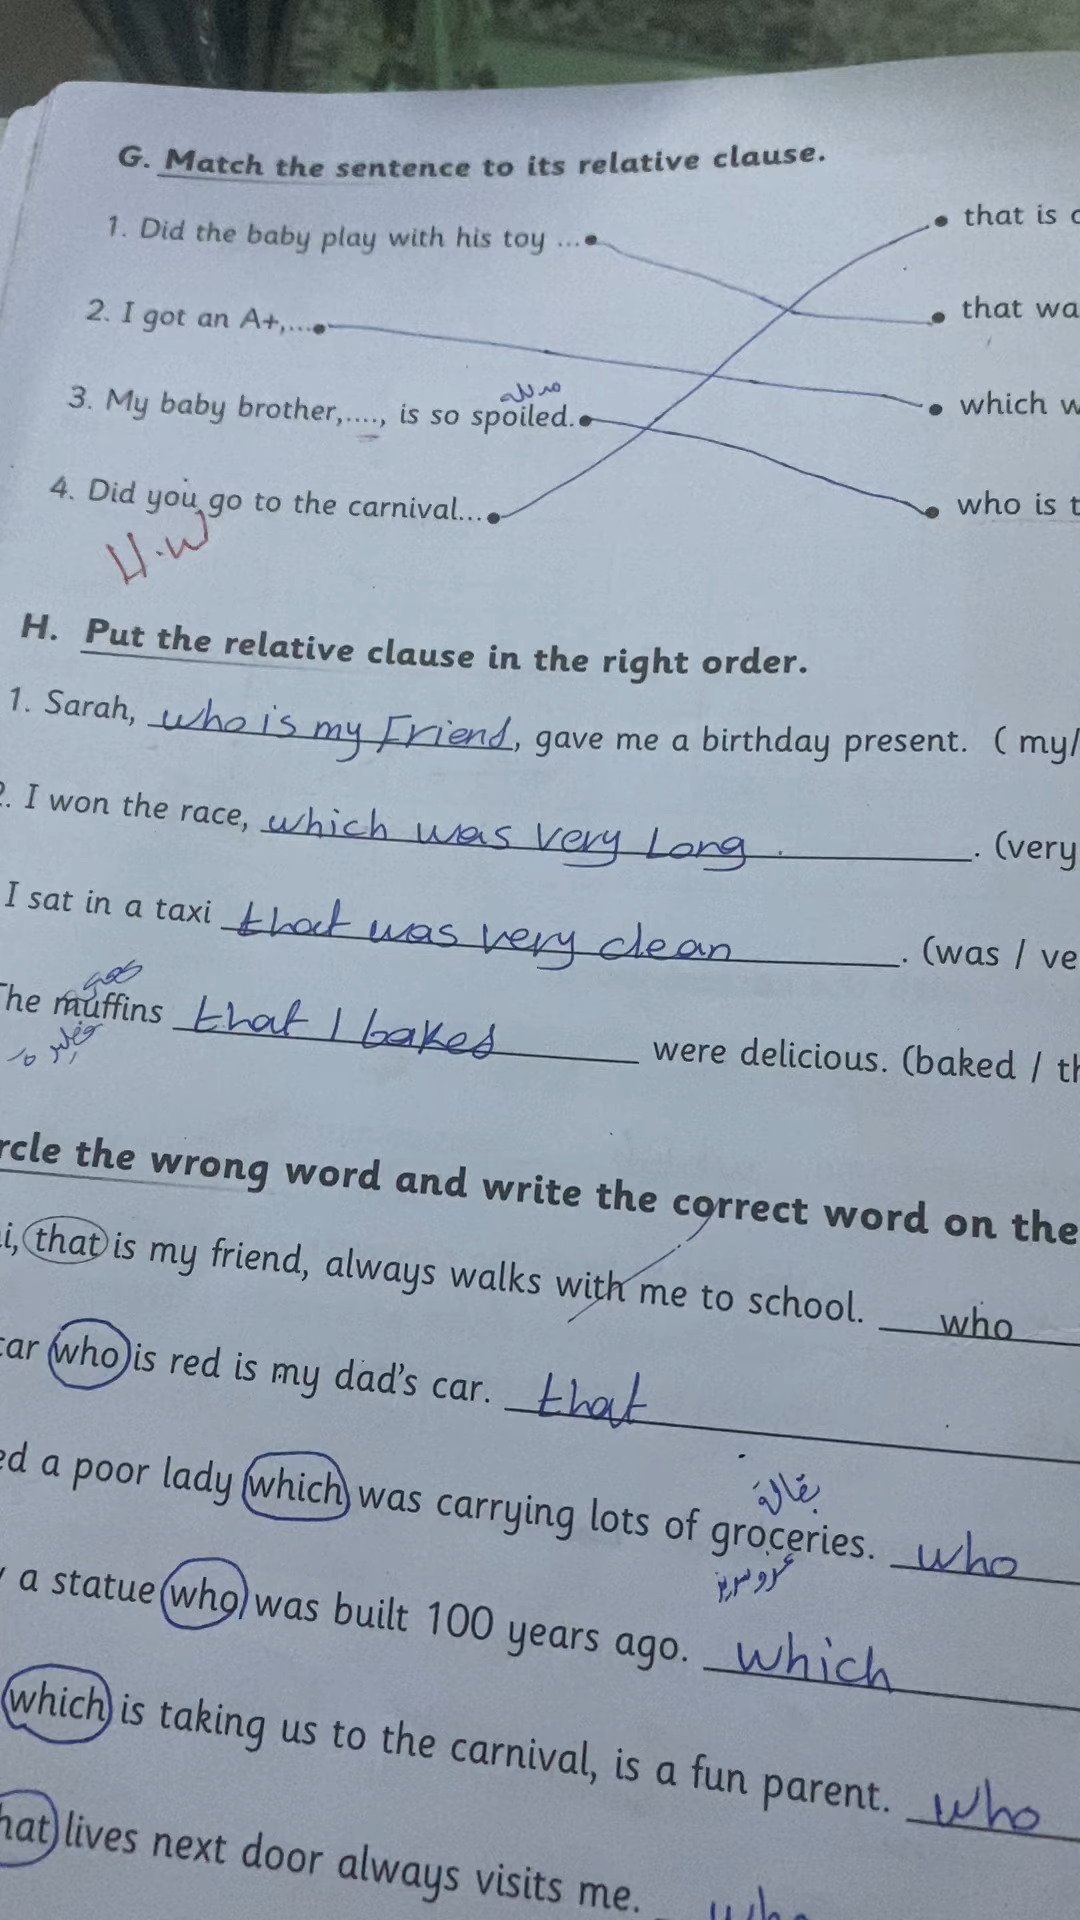 G. Match the sentence to its relative clause.
1. Did the baby play with his toy ... that is
2. I got an A+,... that wa
مدلله
3. My baby brother,...., is so spoiled. which w
4. Did you go to the carnival... who is t
H.W
H. Put the relative clause in the right order.
1. Sarah, who is my Friend, gave me a birthday present. ( my/
. I won the race, which was very Long . (very
I sat in a taxi that was very clean . (was / ve
The muffins that I baked were delicious. (baked / th
rcle the wrong word and write the correct word on the
i, that is my friend, always walks with me to school. who
car who is red is my dad's car. that
ed a poor lady which was carrying lots of groceries. who
بقالة
غروسريز
a statue who was built 100 years ago. which
which is taking us to the carnival, is a fun parent. who
hat lives next door always visits me. who